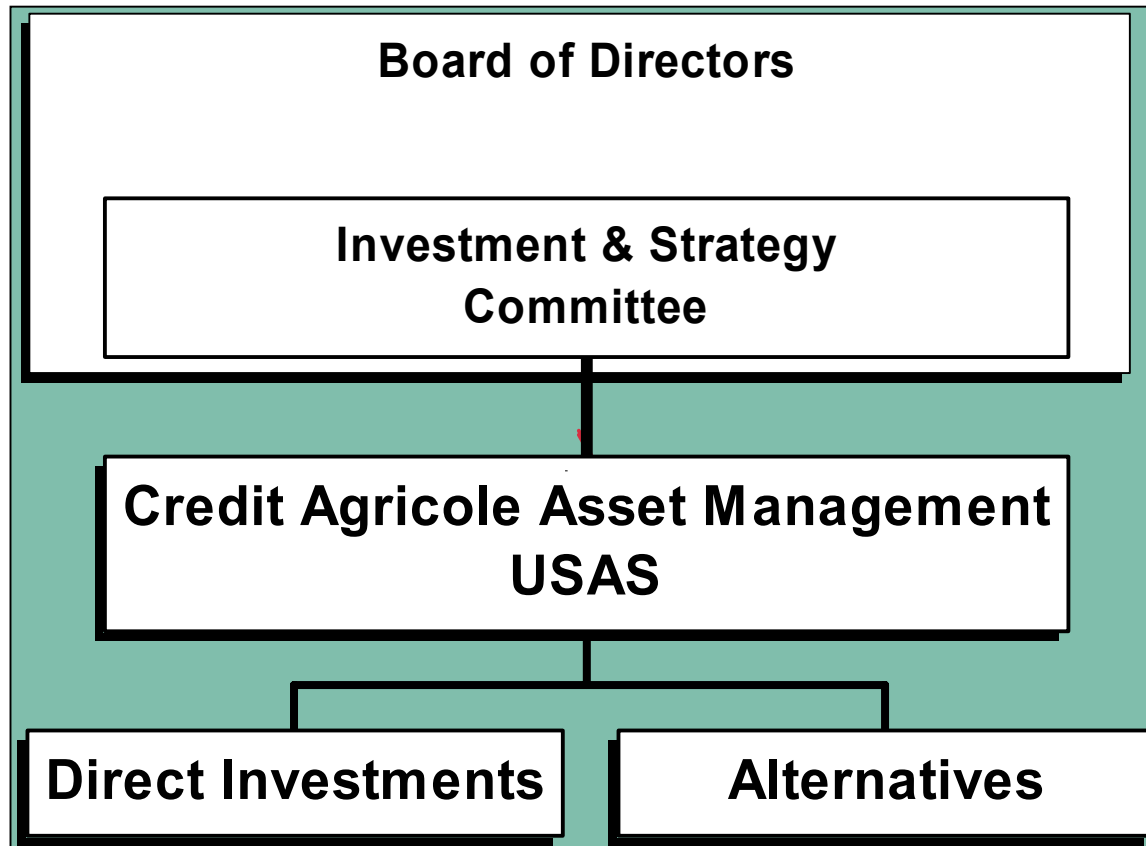 Board of Directors
Investment & Strategy
Committee
Credit Agricole Asset Management
USAS
Direct Investments
Alternatives